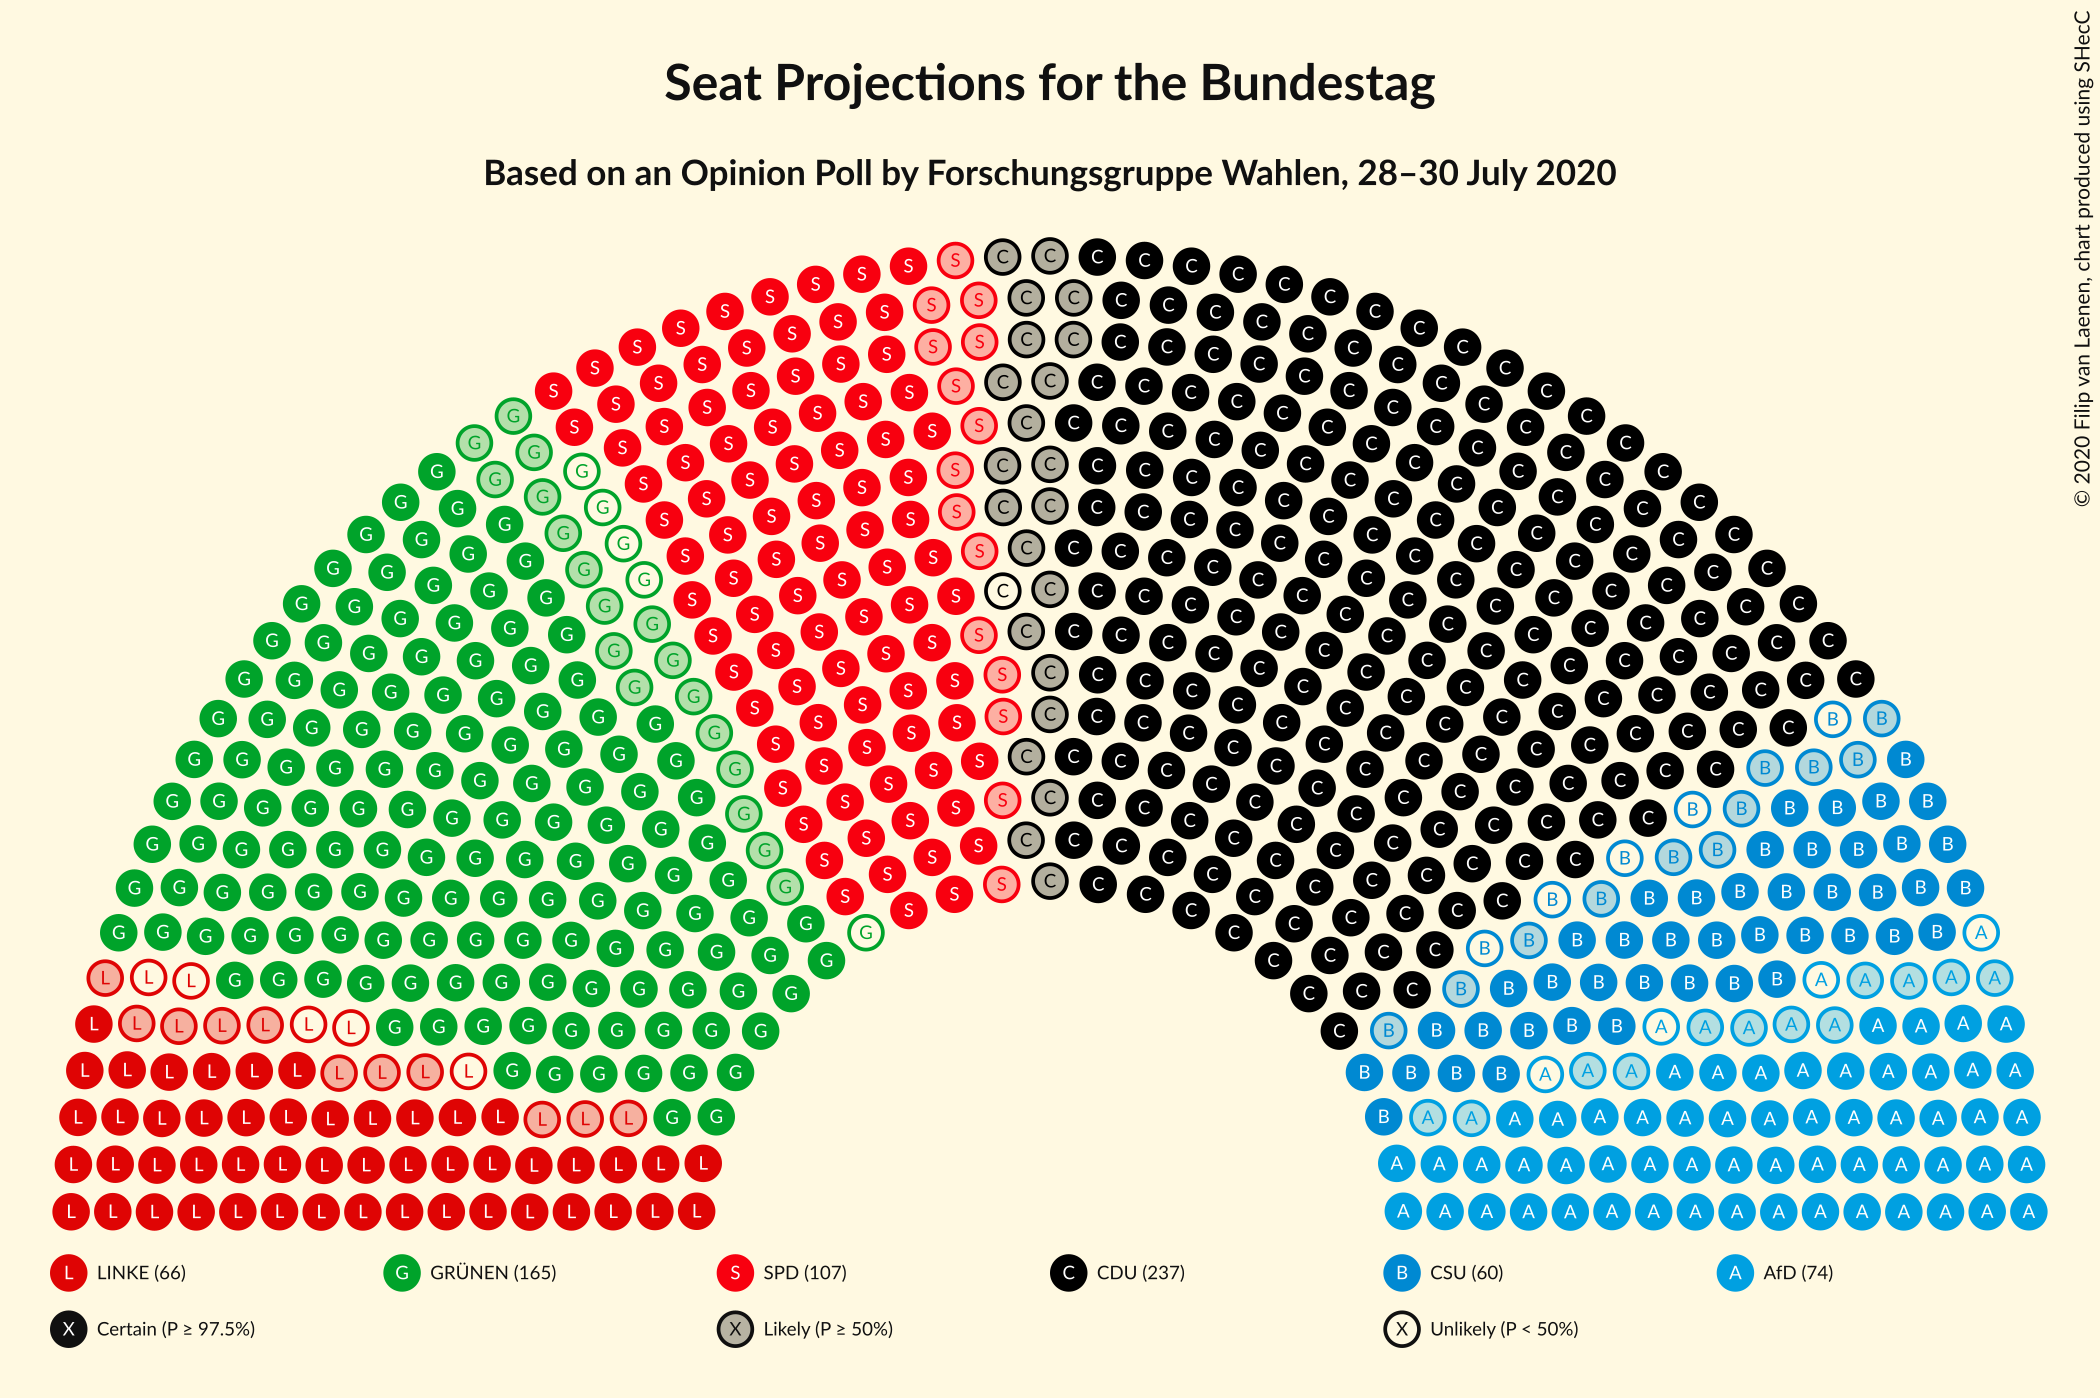 Seat Projections for the Bundestag
Based on an Opinion Poll by Forschungsgruppe Wahlen, 28–30 July 2020
© 2020 Filip van Laenen, chart produced using SHecC
L LINKE (66) G GRÜNEN (165) S SPD (107) C CDU (237) B CSU (60) A AfD (74)
X Certain (P ≥ 97.5%) X Likely (P ≥ 50%) X Unlikely (P < 50%)